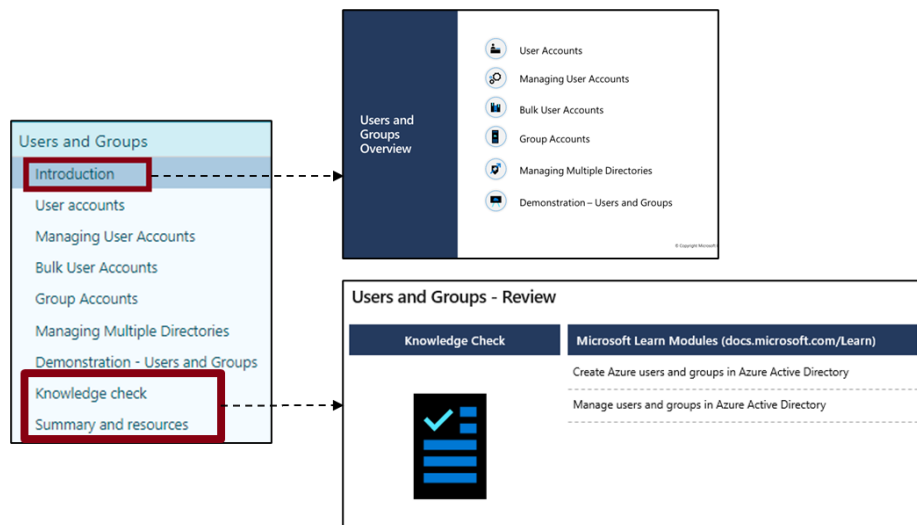 Users and Groups
Introduction
User accounts
Managing User Accounts
Bulk User Accounts
Group Accounts
Managing Multiple Directories
Demonstration - Users and Groups
Knowledge check
Summary and resources
Users and
Groups
Overview
User Accounts
Managing User Accounts
Bulk User Accounts
Group Accounts
Managing Multiple Directories
Demonstration – Users and Groups
© Copyright Microsoft
Users and Groups - Review
Knowledge Check
Microsoft Learn Modules (docs.microsoft.com/Learn)
Create Azure users and groups in Azure Active Directory
Manage users and groups in Azure Active Directory